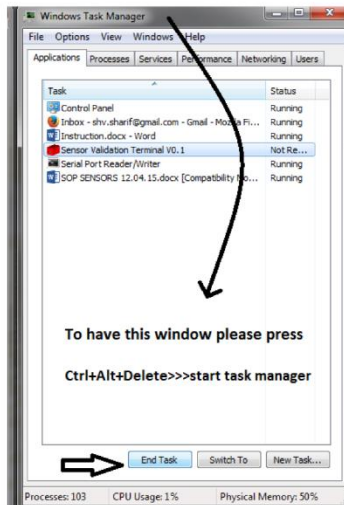 Windows Task Manager
File Options View Windows Help
Applications Processes Services Performance Networking Users
Task Status
Control Panel Running
Inbox - shv.sharif@gmail.com - Gmail - Mozilla Fi... Running
Instruction.docx - Word Running
Sensor Validation Terminal V0.1 Not Re...
Serial Port Reader/Writer Running
SOP SENSORS 12.04.15.docx [Compatibility Mo... Running
To have this window please press
Ctrl+Alt+Delete>>>start task manager
End Task Switch To New Task...
Processes: 103 CPU Usage: 1% Physical Memory: 50%